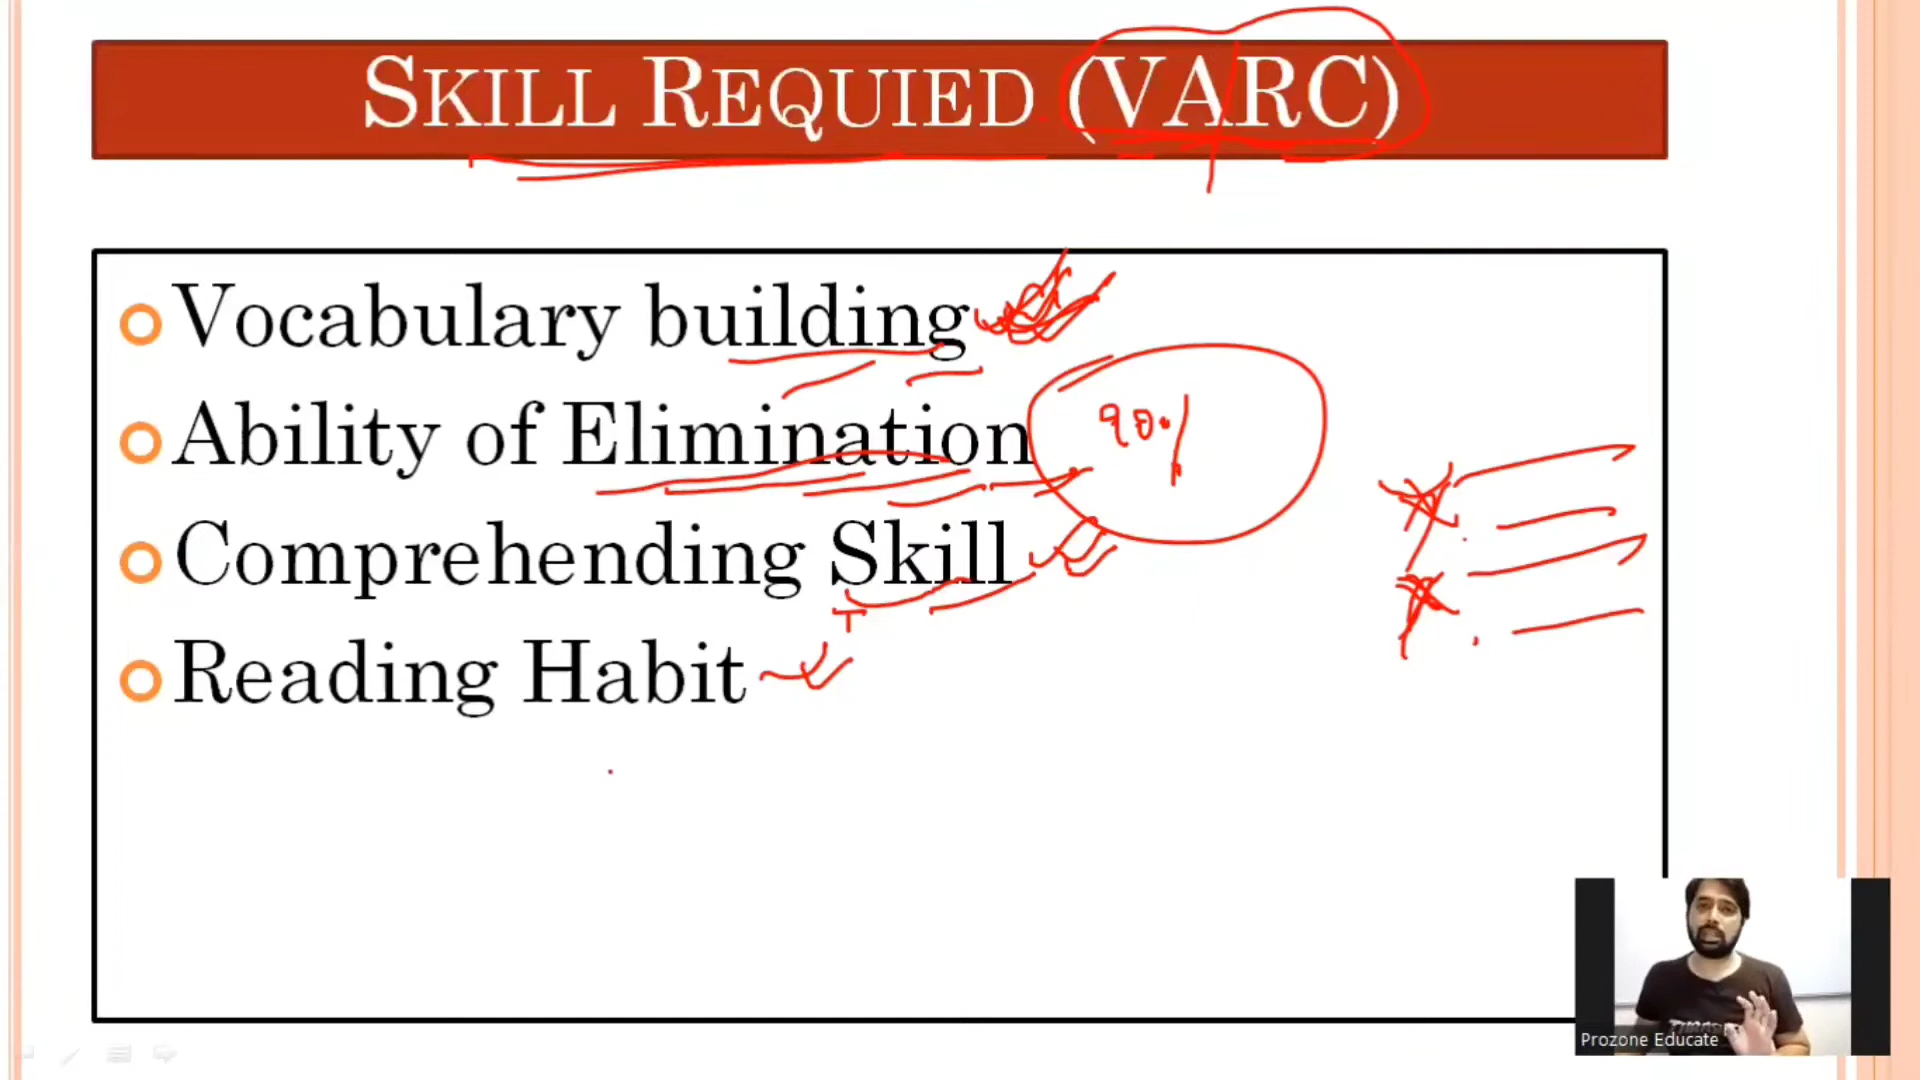 SKILL REQUIED (VARC)
Vocabulary building
Ability of Elimination
90%
Comprehending Skill
Reading Habit
Prozone Educate